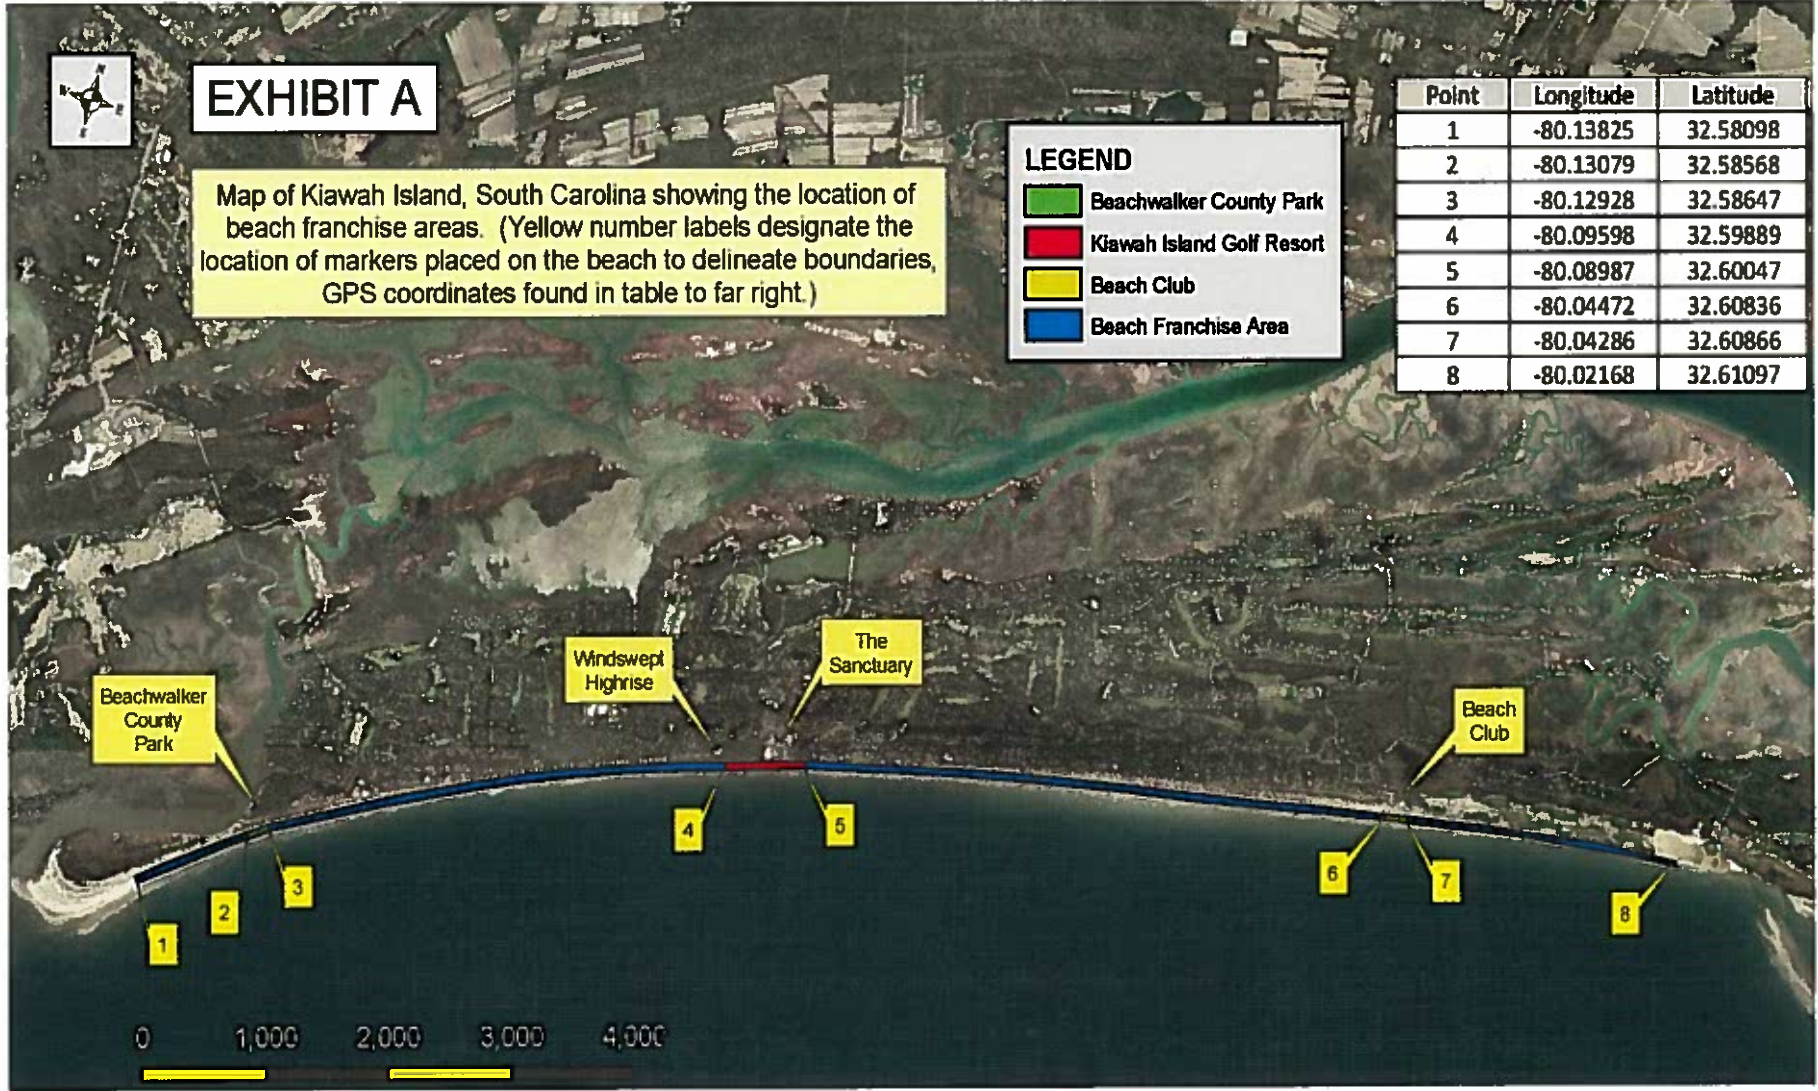 N
W
E
EXHIBIT A
Map of Kiawah Island, South Carolina showing the location of
beach franchise areas. (Yellow number labels designate the
location of markers placed on the beach to delineate boundaries,
GPS coordinates found in table to far right.)
LEGEND
Beachwalker County Park
Kiawah Island Golf Resort
Beach Club
Beach Franchise Area
Point Longitude Latitude
1 -80.13825 32.58098
2 -80.13079 32.58568
3 -80.12928 32.58647
4 -80.09598 32.59889
5 -80.08987 32.60047
6 -80.04472 32.60836
7 -80.04286 32.60866
8 -80.02168 32.61097
Beachwalker
County
Park
Windswept
Highrise
The
Sanctuary
Beach
Club
1
2
3
4
5
6
7
8
0 1,000 2,000 3,000 4,000